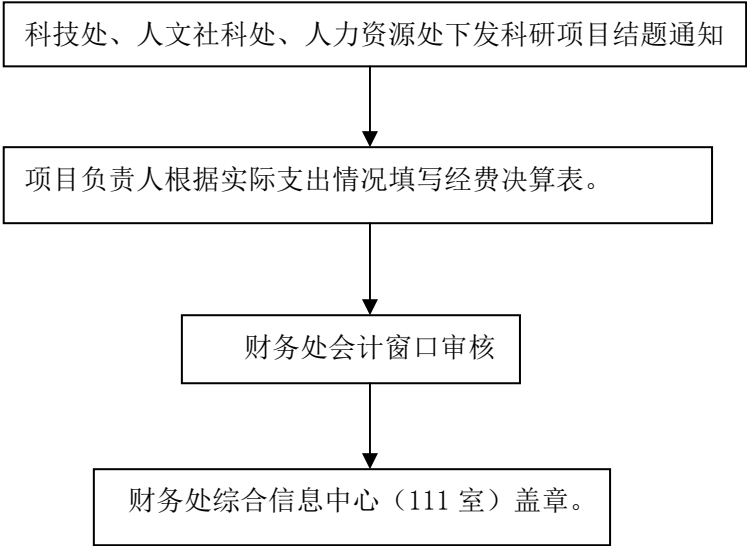 科技处、人文社科处、人力资源处下发科研项目结题通知
项目负责人根据实际支出情况填写经费决算表。
财务处会计窗口审核
财务处综合信息中心（111 室）盖章。